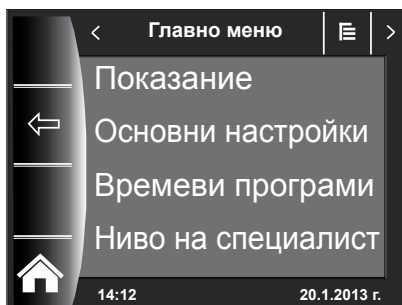 < Главно меню >
Показание
Основни настройки
Времеви програми
Ниво на специалист
14:12 20.1.2013 г.